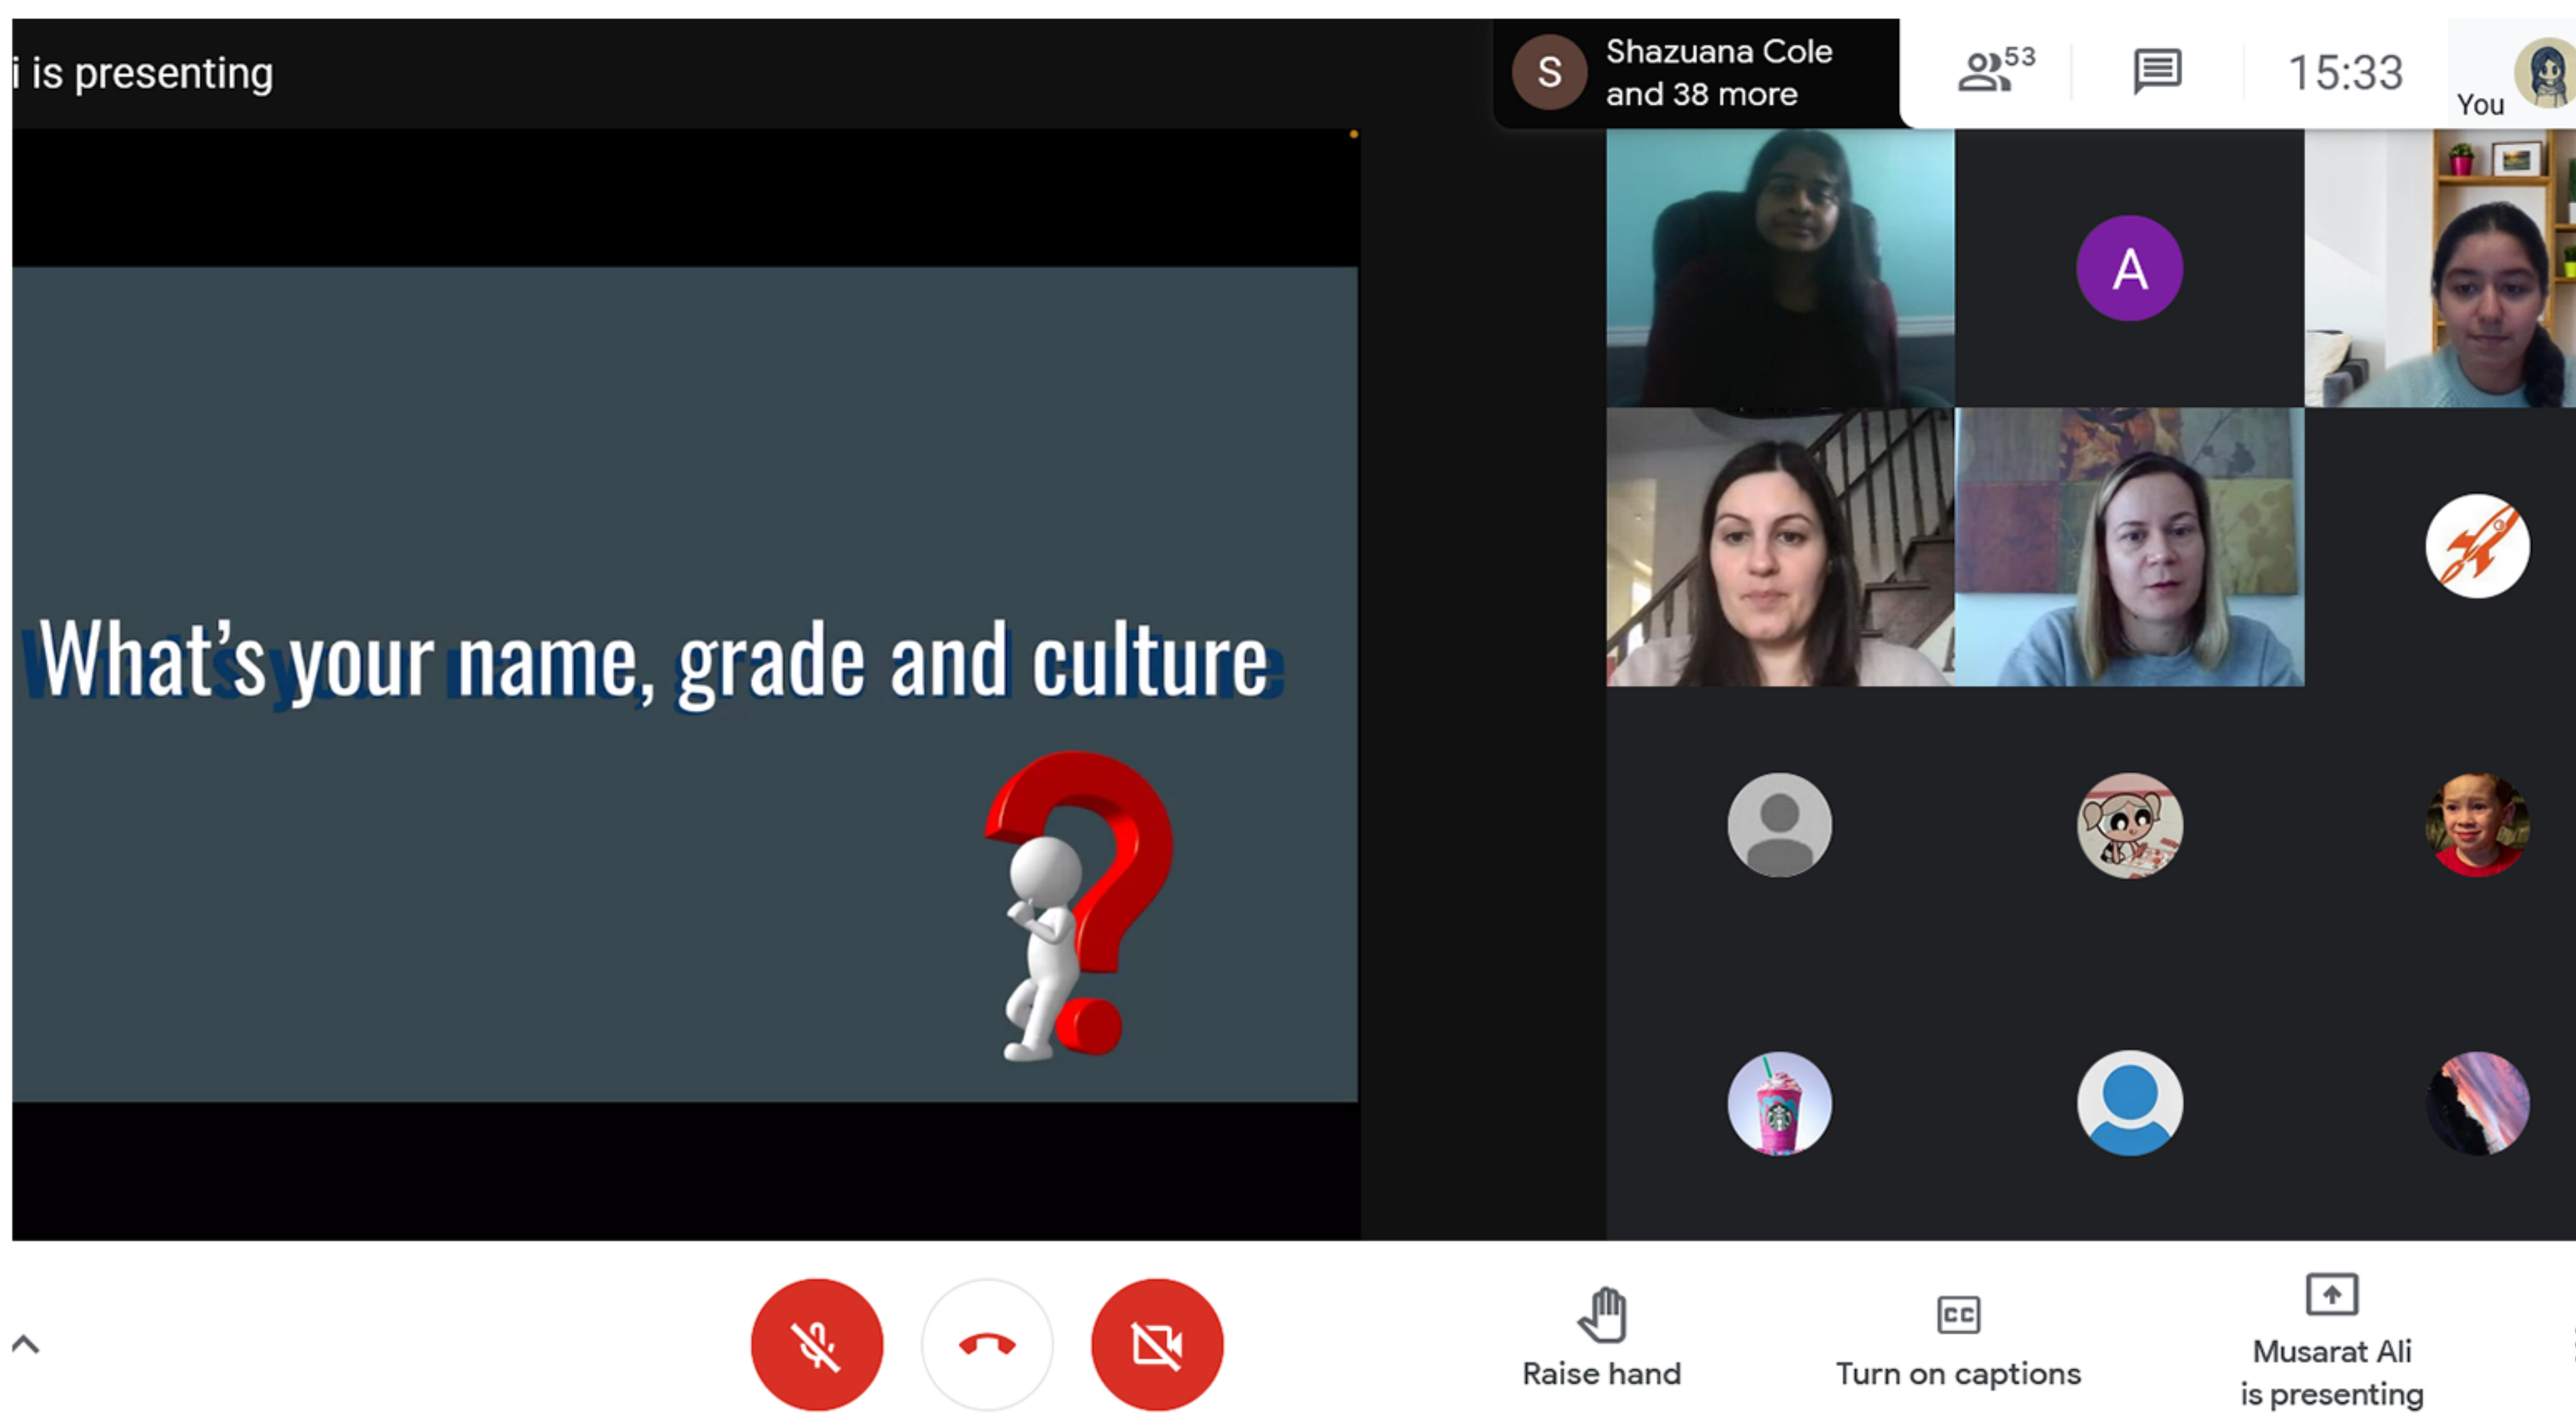 i is presenting
S
Shazuana Cole
and 38 more
53
15:33
You
A
What's your name, grade and culture
Raise hand
CC
Turn on captions
Musarat Ali
is presenting